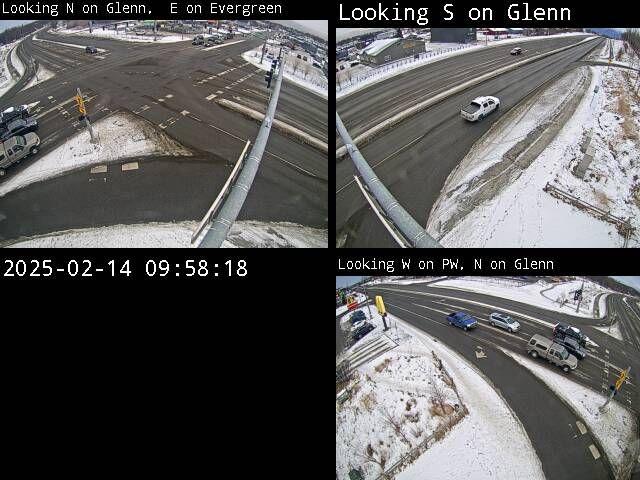 Looking N on Glenn,  E on Evergreen
Looking S on Glenn
2025-02-14 09:58:18
Looking W on PW, N on Glenn